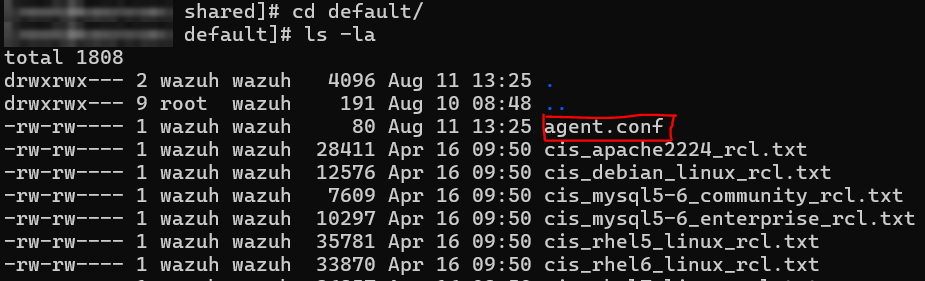 shared]# cd default/
default]# ls -la
total 1808
drwxrwx--- 2 wazuh wazuh  4096 Aug 11 13:25 .
drwxrwx--- 9 root  wazuh   191 Aug 10 08:48 ..
-rw-rw---- 1 wazuh wazuh    80 Aug 11 13:25 agent.conf
-rw-rw---- 1 wazuh wazuh 28411 Apr 16 09:50 cis_apache2224_rcl.txt
-rw-rw---- 1 wazuh wazuh 12576 Apr 16 09:50 cis_debian_linux_rcl.txt
-rw-rw---- 1 wazuh wazuh  7609 Apr 16 09:50 cis_mysql5-6_community_rcl.txt
-rw-rw---- 1 wazuh wazuh 10297 Apr 16 09:50 cis_mysql5-6_enterprise_rcl.txt
-rw-rw---- 1 wazuh wazuh 35781 Apr 16 09:50 cis_rhel5_linux_rcl.txt
-rw-rw---- 1 wazuh wazuh 33870 Apr 16 09:50 cis_rhel6_linux_rcl.txt